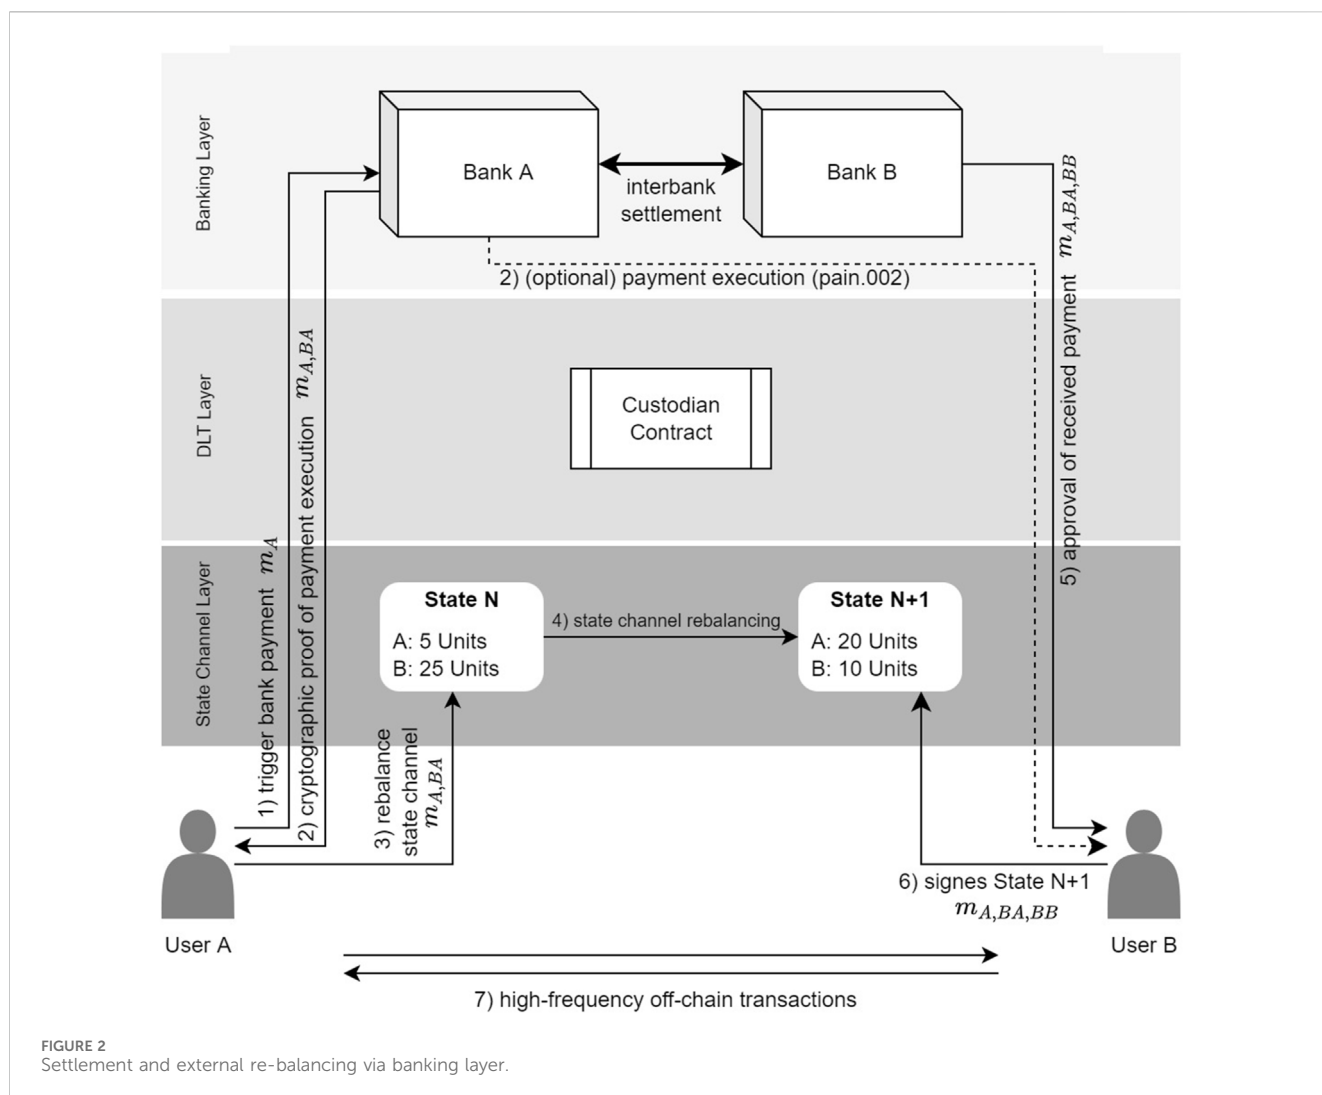 Banking Layer
Bank A
interbank
settlement
Bank B
2) (optional) payment execution (pain.002)
5) approval of received payment m_{A,BA,BB}
DLT Layer
Custodian
Contract
1) trigger bank payment m_A
2) cryptographic proof of payment execution m_{A,BA}
State Channel Layer
State N
A: 5 Units
B: 25 Units
4) state channel rebalancing
State N+1
A: 20 Units
B: 10 Units
3) rebalance
state channel
m_{A,BA}
6) signes State N+1
m_{A,BA,BB}
User A
User B
7) high-frequency off-chain transactions
FIGURE 2
Settlement and external re-balancing via banking layer.